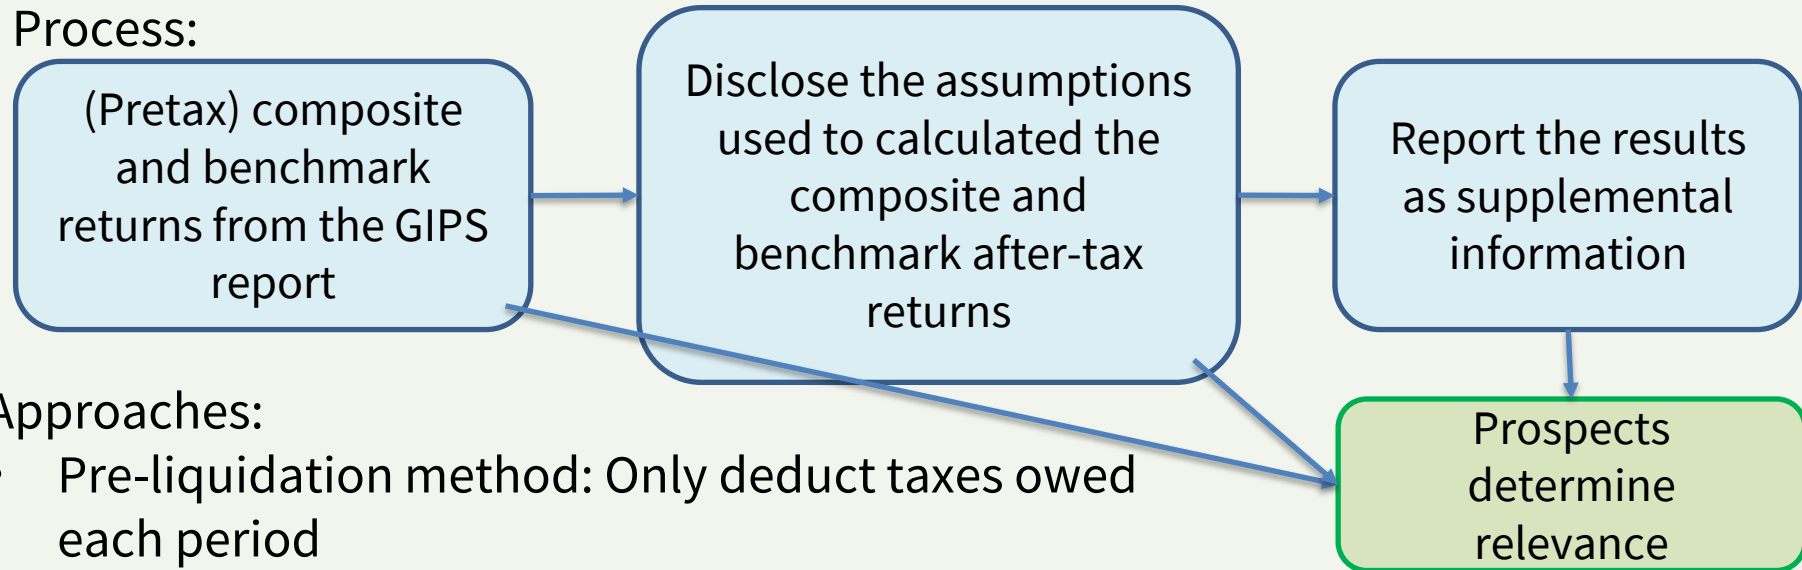 Process:
(Pretax) composite
and benchmark
returns from the GIPS
report
Disclose the assumptions
used to calculated the
composite and
benchmark after-tax
returns
Report the results
as supplemental
information
Prospects
determine
relevance
Approaches:
• Pre-liquidation method: Only deduct taxes owed
each period